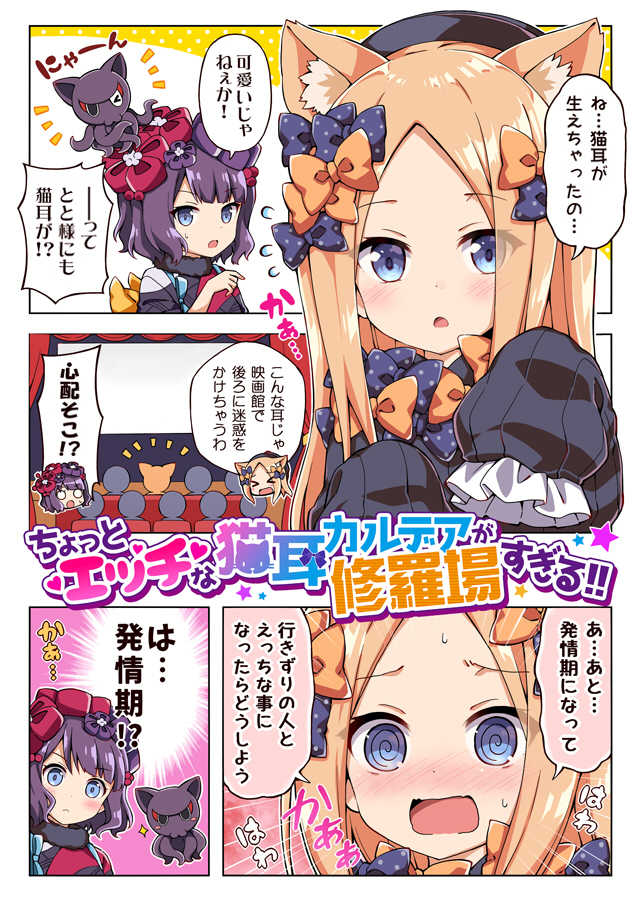 ね…猫耳が
生えちゃったの…
可愛いじゃ
ねぇか!
にゃーん
――って
とと様にも
猫耳が!?
かぁ…
こんな耳じゃ
映画館で
後ろに迷惑を
かけちゃうわ
心配そこ!?
ちょっと
エッチな
猫耳
カルデアが
修羅場
すぎる!!
あ…あと…
発情期になって
行きずりの人と
えっちな事に
なったらどうしよう
はわ
かあぁ
はわ
は…
発情期!?
かぁ…